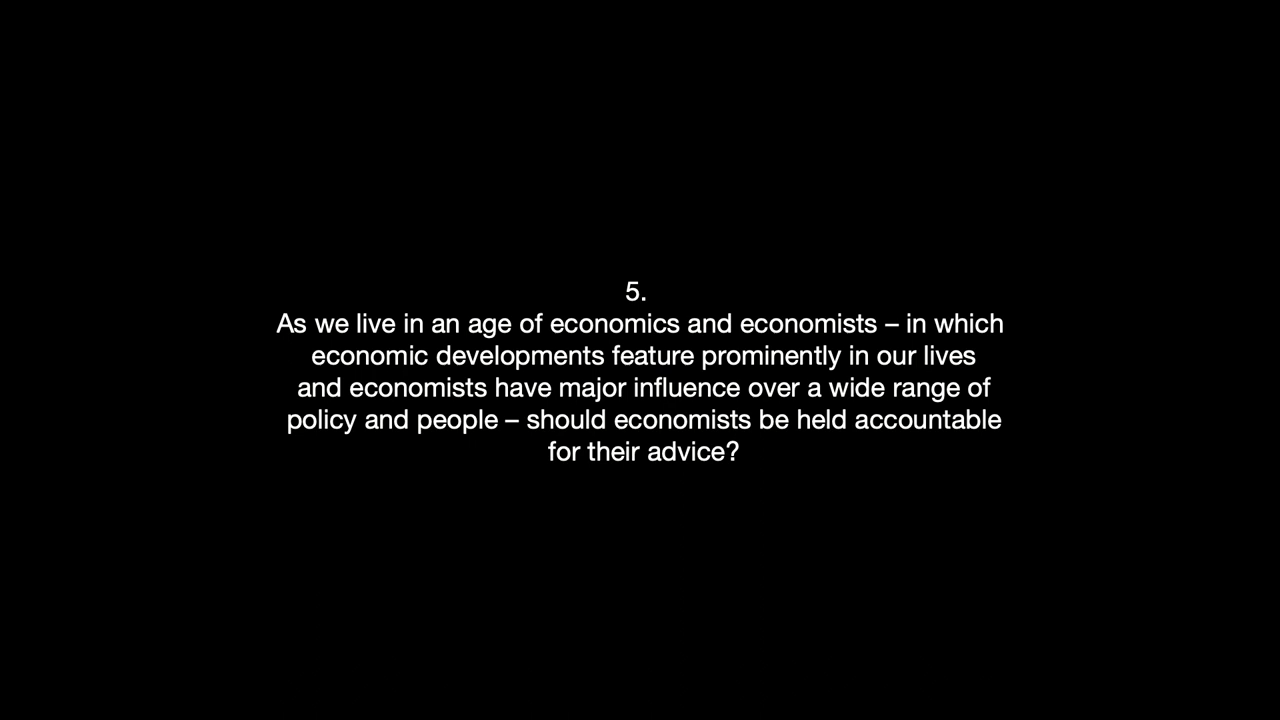 5.
As we live in an age of economics and economists – in which
economic developments feature prominently in our lives
and economists have major influence over a wide range of
policy and people – should economists be held accountable
for their advice?